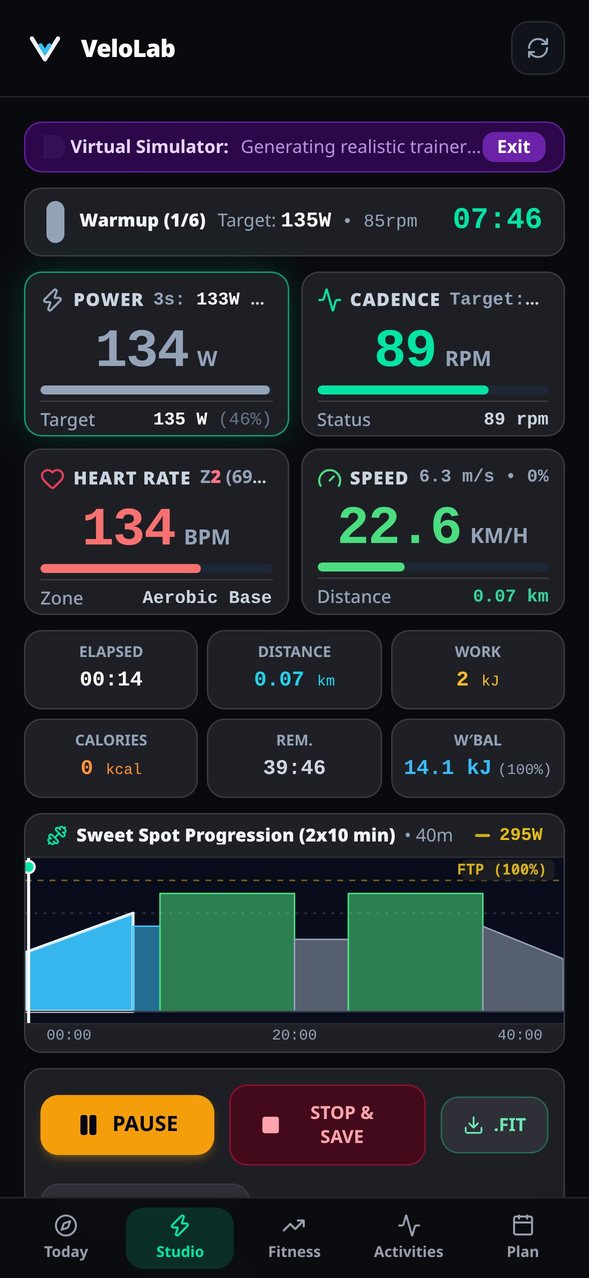 VeloLab
Virtual Simulator: Generating realistic trainer... Exit
Warmup (1/6) Target: 135W • 85rpm 07:46
POWER 3s: 133W ...
134 W
Target 135 W (46%)
CADENCE Target:...
89 RPM
Status 89 rpm
HEART RATE Z2 (69...
134 BPM
Zone Aerobic Base
SPEED 6.3 m/s • 0%
22.6 KM/H
Distance 0.07 km
ELAPSED
00:14
DISTANCE
0.07 km
WORK
2 kJ
CALORIES
0 kcal
REM.
39:46
W'BAL
14.1 kJ (100%)
Sweet Spot Progression (2x10 min) • 40m — 295W
FTP (100%)
00:00 20:00 40:00
PAUSE
STOP &
SAVE
.FIT
Today Studio Fitness Activities Plan